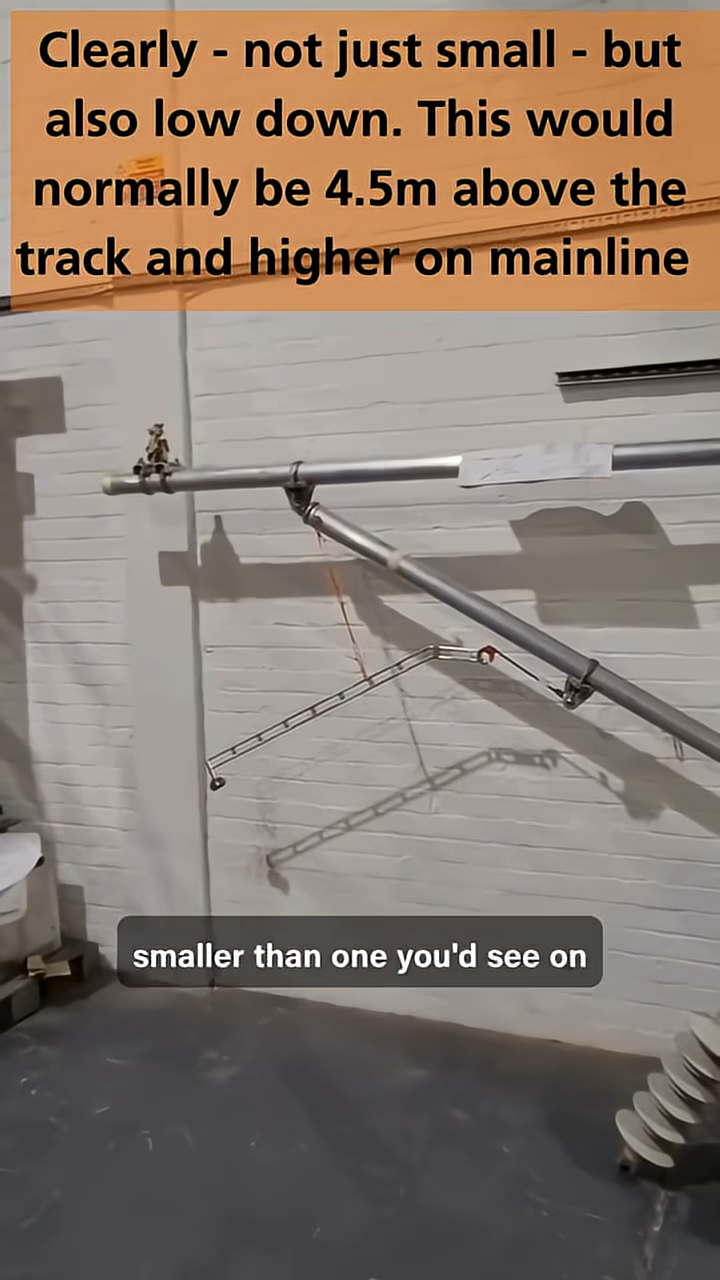 Clearly - not just small - but
also low down. This would
normally be 4.5m above the
track and higher on mainline
smaller than one you'd see on